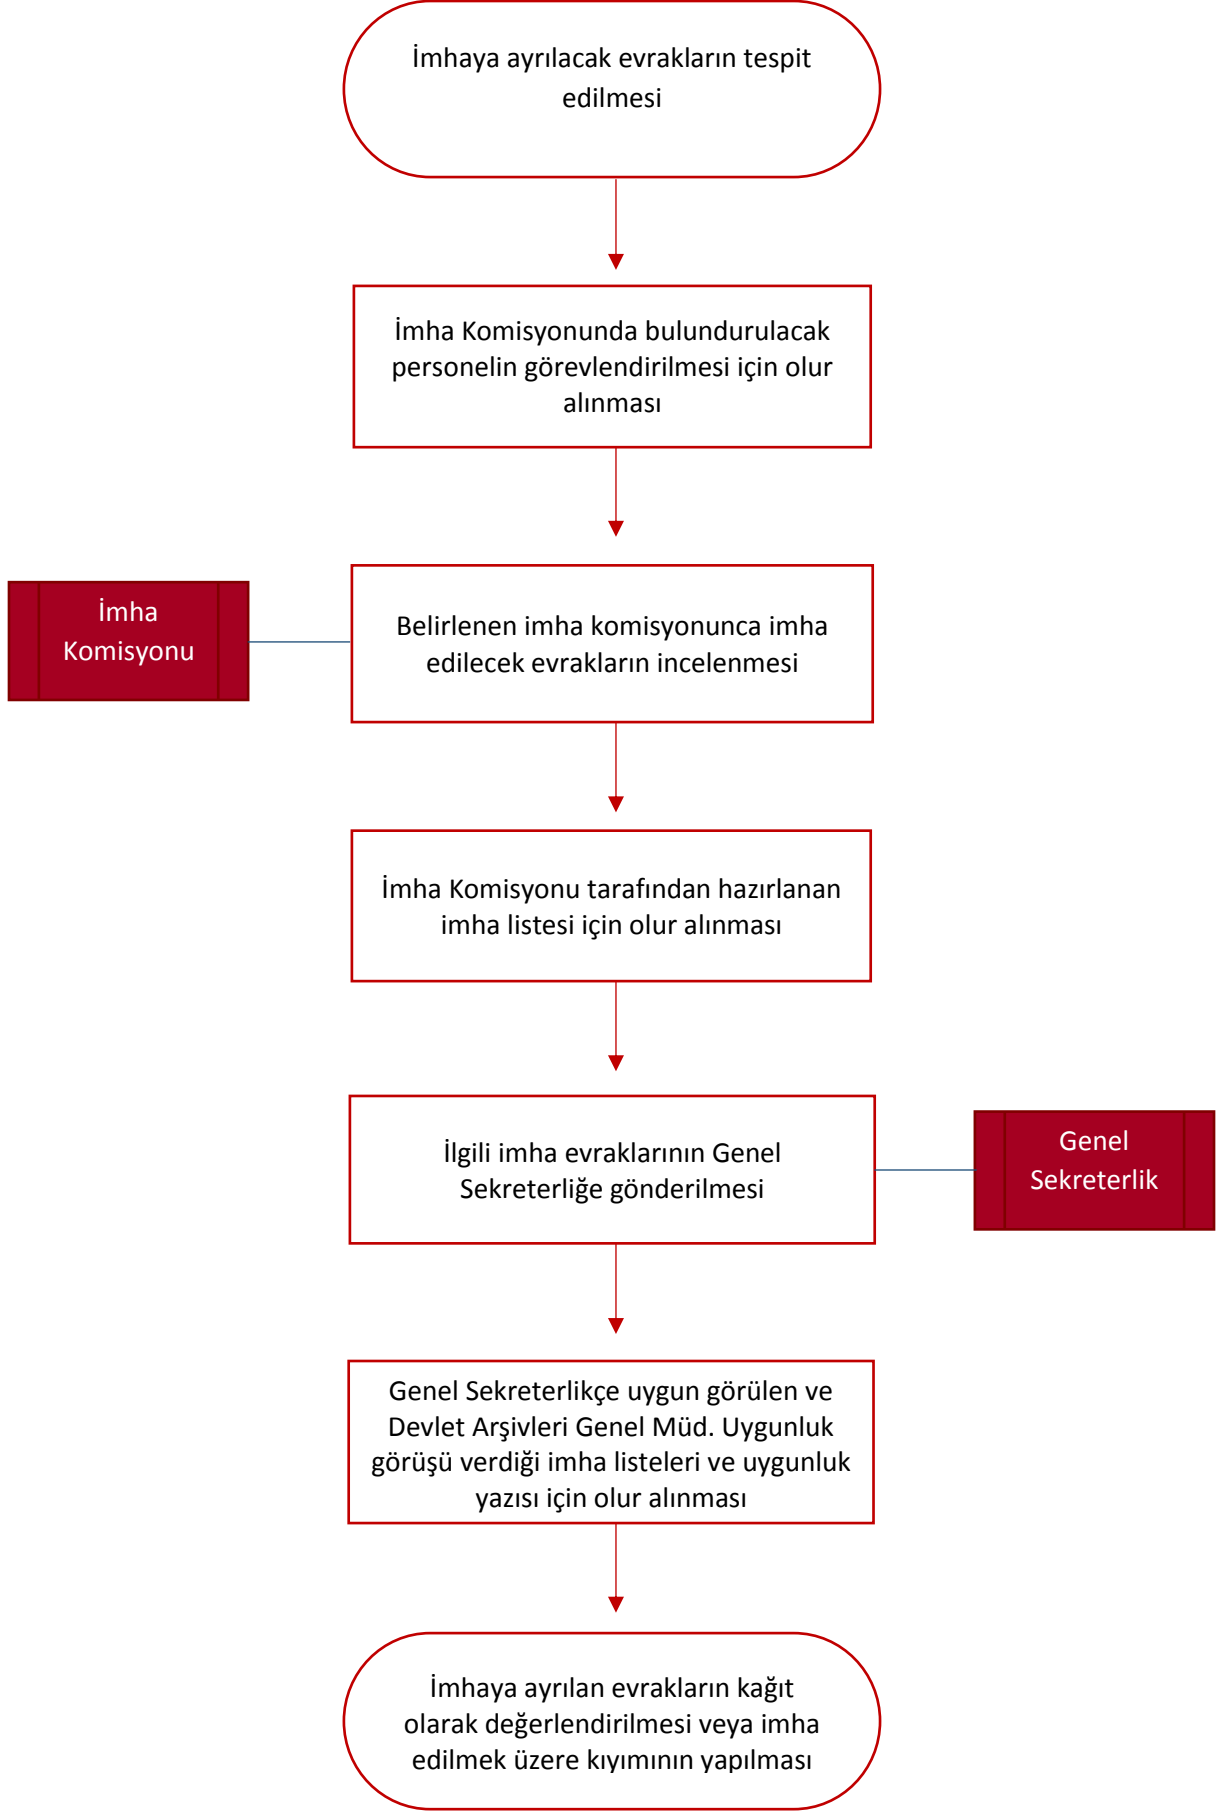 İmhaya ayrılacak evrakların tespit
edilmesi
İmha Komisyonunda bulundurulacak
personelin görevlendirilmesi için olur
alınması
İmha
Komisyonu
Belirlenen imha komisyonunca imha
edilecek evrakların incelenmesi
İmha Komisyonu tarafından hazırlanan
imha listesi için olur alınması
İlgili imha evraklarının Genel
Sekreterliğe gönderilmesi
Genel
Sekreterlik
Genel Sekreterlikçe uygun görülen ve
Devlet Arşivleri Genel Müd. Uygunluk
görüşü verdiği imha listeleri ve uygunluk
yazısı için olur alınması
İmhaya ayrılan evrakların kağıt
olarak değerlendirilmesi veya imha
edilmek üzere kıyımının yapılması